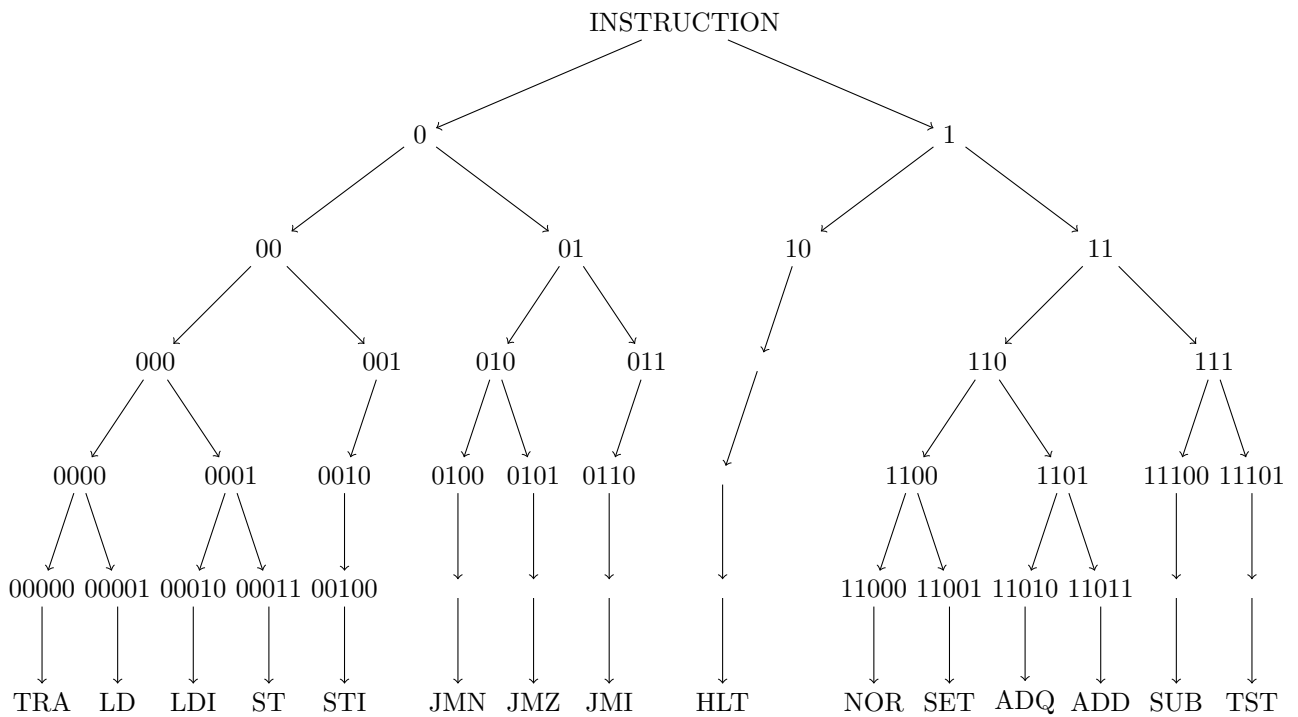 INSTRUCTION
0 1
00 01 10 11
000 001 010 011 110 111
0000 0001 0010 0100 0101 0110 1100 1101 11100 11101
00000 00001 00010 00011 00100 11000 11001 11010 11011
TRA LD LDI ST STI JMN JMZ JMI HLT NOR SET ADQ ADD SUB TST